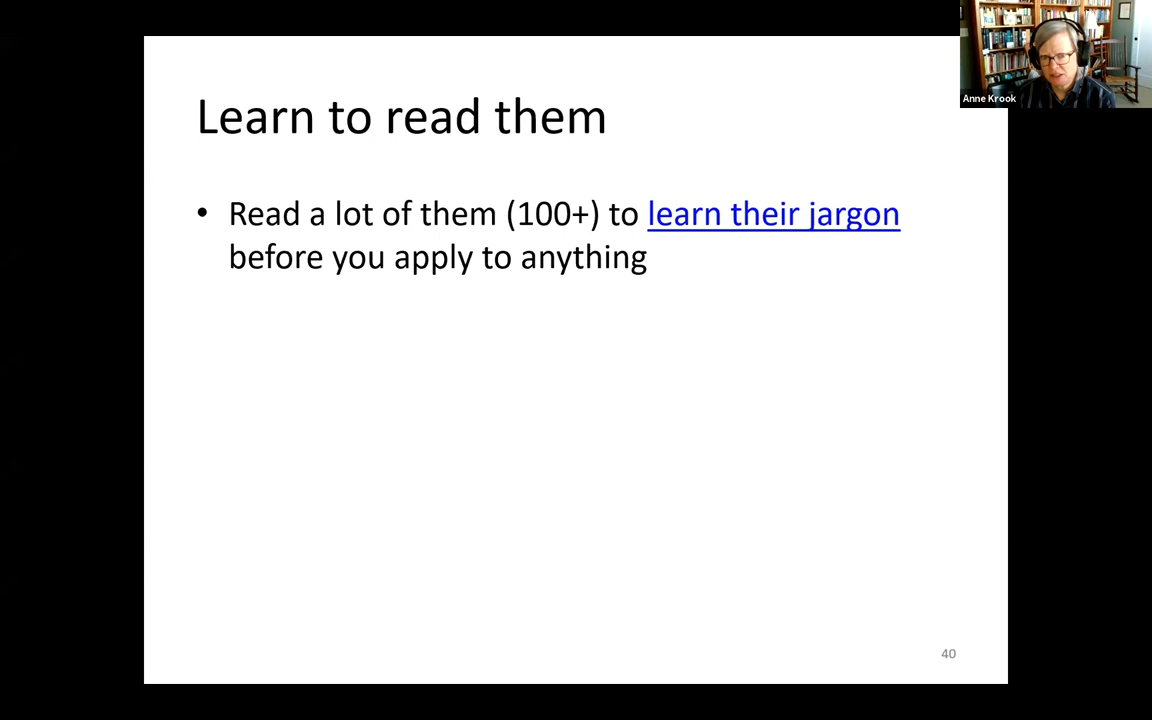 Anne Krook
Learn to read them
• Read a lot of them (100+) to learn their jargon
before you apply to anything
40